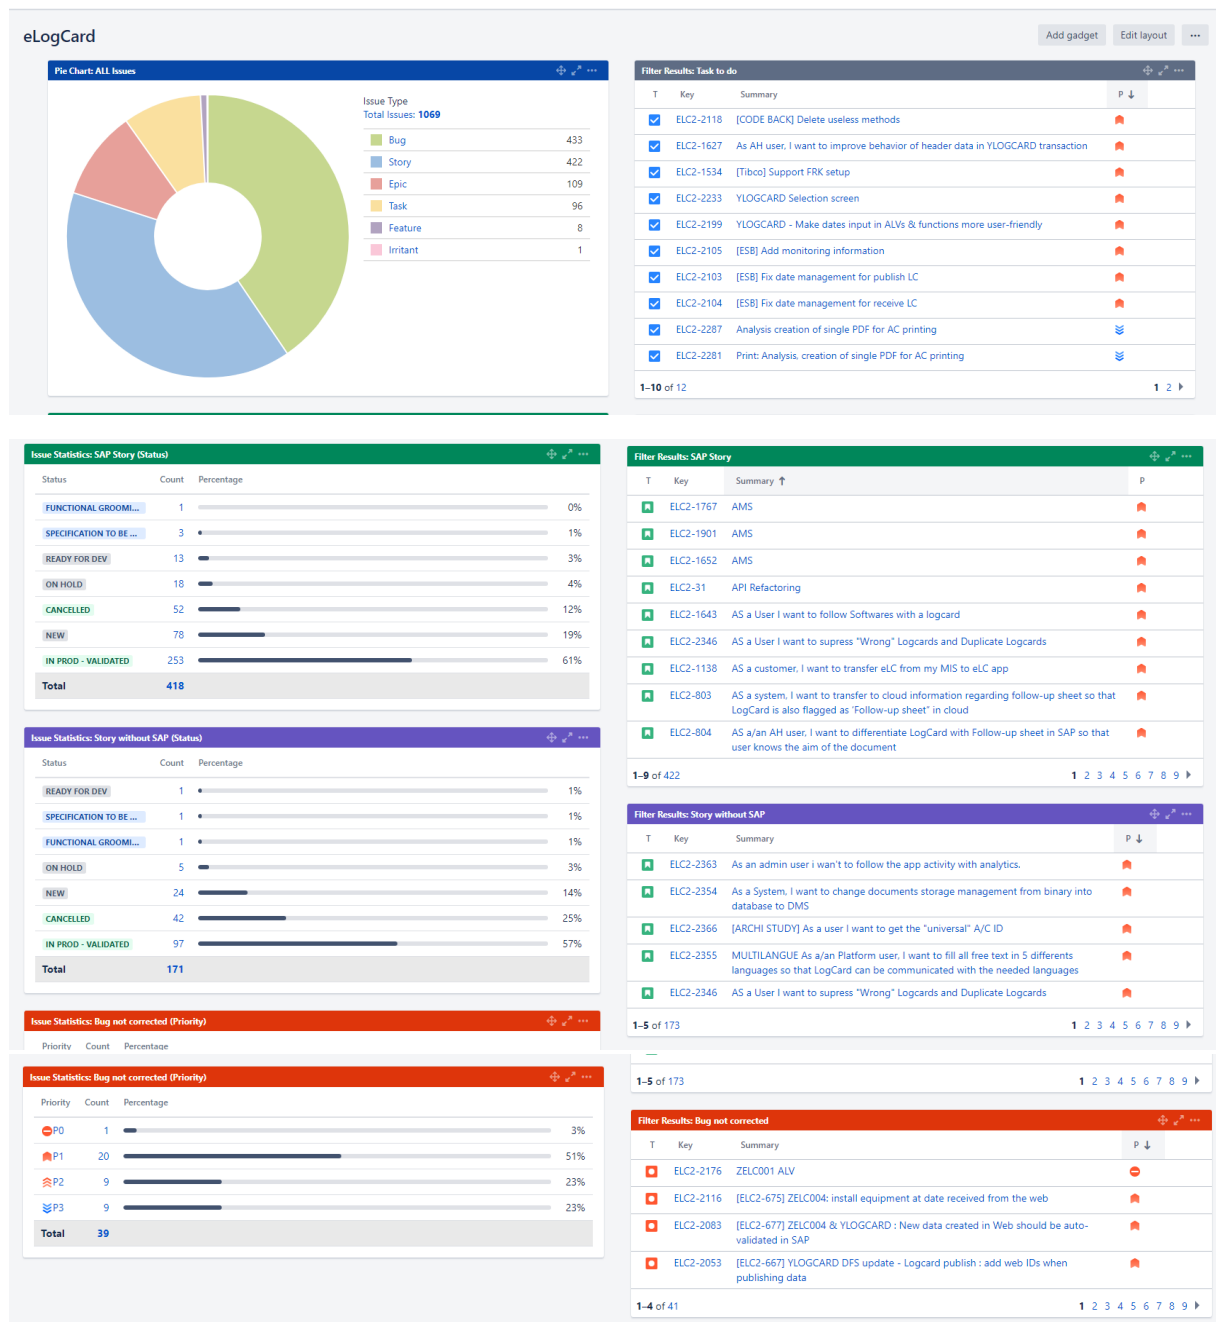 eLogCard
Add gadget Edit layout ···
Pie Chart: ALL Issues
Issue Type
Total Issues: 1069
Bug 433
Story 422
Epic 109
Task 96
Feature 8
Irritant 1
Filter Results: Task to do
T Key Summary P
ELC2-2118 [CODE BACK] Delete useless methods
ELC2-1627 As AH user, I want to improve behavior of header data in YLOGCARD transaction
ELC2-1534 [Tibco] Support FRK setup
ELC2-2233 YLOGCARD Selection screen
ELC2-2199 YLOGCARD - Make dates input in ALVs & functions more user-friendly
ELC2-2105 [ESB] Add monitoring information
ELC2-2103 [ESB] Fix date management for publish LC
ELC2-2104 [ESB] Fix date management for receive LC
ELC2-2287 Analysis creation of single PDF for AC printing
ELC2-2281 Print: Analysis, creation of single PDF for AC printing
1–10 of 12 1 2
Issue Statistics: SAP Story (Status)
Status Count Percentage
FUNCTIONAL GROOMI... 1 0%
SPECIFICATION TO BE ... 3 1%
READY FOR DEV 13 3%
ON HOLD 18 4%
CANCELLED 52 12%
NEW 78 19%
IN PROD - VALIDATED 253 61%
Total 418
Issue Statistics: Story without SAP (Status)
Status Count Percentage
READY FOR DEV 1 1%
SPECIFICATION TO BE ... 1 1%
FUNCTIONAL GROOMI... 1 1%
ON HOLD 5 3%
NEW 24 14%
CANCELLED 42 25%
IN PROD - VALIDATED 97 57%
Total 171
Issue Statistics: Bug not corrected (Priority)
Priority Count Percentage
Filter Results: SAP Story
T Key Summary P
ELC2-1767 AMS
ELC2-1901 AMS
ELC2-1652 AMS
ELC2-31 API Refactoring
ELC2-1643 AS a User I want to follow Softwares with a logcard
ELC2-2346 AS a User I want to supress "Wrong" Logcards and Duplicate Logcards
ELC2-1138 AS a customer, I want to transfer eLC from my MIS to eLC app
ELC2-803 AS a system, I want to transfer to cloud information regarding follow-up sheet so that
LogCard is also flagged as 'Follow-up sheet" in cloud
ELC2-804 AS a/an AH user, I want to differentiate LogCard with Follow-up sheet in SAP so that
user knows the aim of the document
1–9 of 422 1 2 3 4 5 6 7 8 9
Filter Results: Story without SAP
T Key Summary P
ELC2-2363 As an admin user i wan't to follow the app activity with analytics.
ELC2-2354 As a System, I want to change documents storage management from binary into
database to DMS
ELC2-2366 [ARCHI STUDY] As a user I want to get the "universal" A/C ID
ELC2-2355 MULTILANGUE As a/an Platform user, I want to fill all free text in 5 differents
languages so that LogCard can be communicated with the needed languages
ELC2-2346 AS a User I want to supress "Wrong" Logcards and Duplicate Logcards
1–5 of 173 1 2 3 4 5 6 7 8 9
Issue Statistics: Bug not corrected (Priority)
Priority Count Percentage
P0 1 3%
P1 20 51%
P2 9 23%
P3 9 23%
Total 39
1–5 of 173 1 2 3 4 5 6 7 8 9
Filter Results: Bug not corrected
T Key Summary P
ELC2-2176 ZELC001 ALV
ELC2-2116 [ELC2-675] ZELC004: install equipment at date received from the web
ELC2-2083 [ELC2-677] ZELC004 & YLOGCARD : New data created in Web should be auto-
validated in SAP
ELC2-2053 [ELC2-667] YLOGCARD DFS update - Logcard publish : add web IDs when
publishing data
1–4 of 41 1 2 3 4 5 6 7 8 9